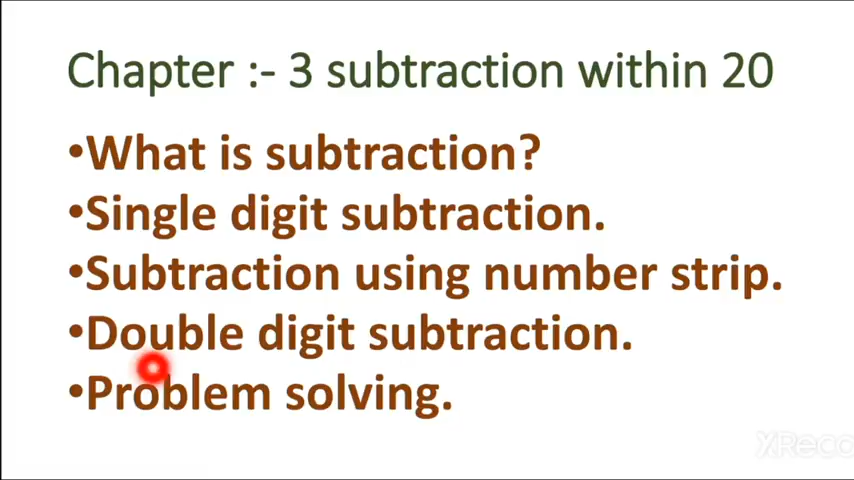 Chapter :- 3 subtraction within 20
•What is subtraction?
•Single digit subtraction.
•Subtraction using number strip.
•Double digit subtraction.
•Problem solving.
XReco